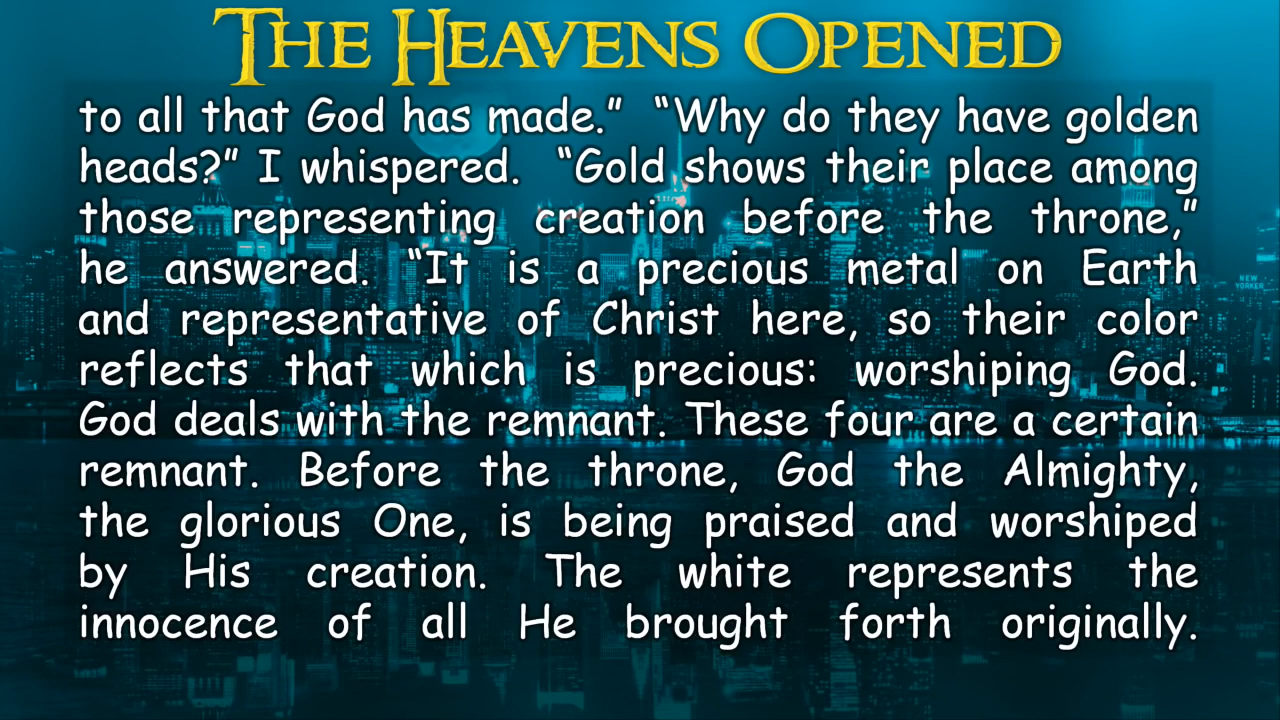 THE HEAVENS OPENED
to all that God has made.” “Why do they have golden
heads?” I whispered. “Gold shows their place among
those representing creation before the throne,”
he answered. “It is a precious metal on Earth
and representative of Christ here, so their color
reflects that which is precious: worshiping God.
God deals with the remnant. These four are a certain
remnant. Before the throne, God the Almighty,
the glorious One, is being praised and worshiped
by His creation. The white represents the
innocence of all He brought forth originally.
NEW
YORKER